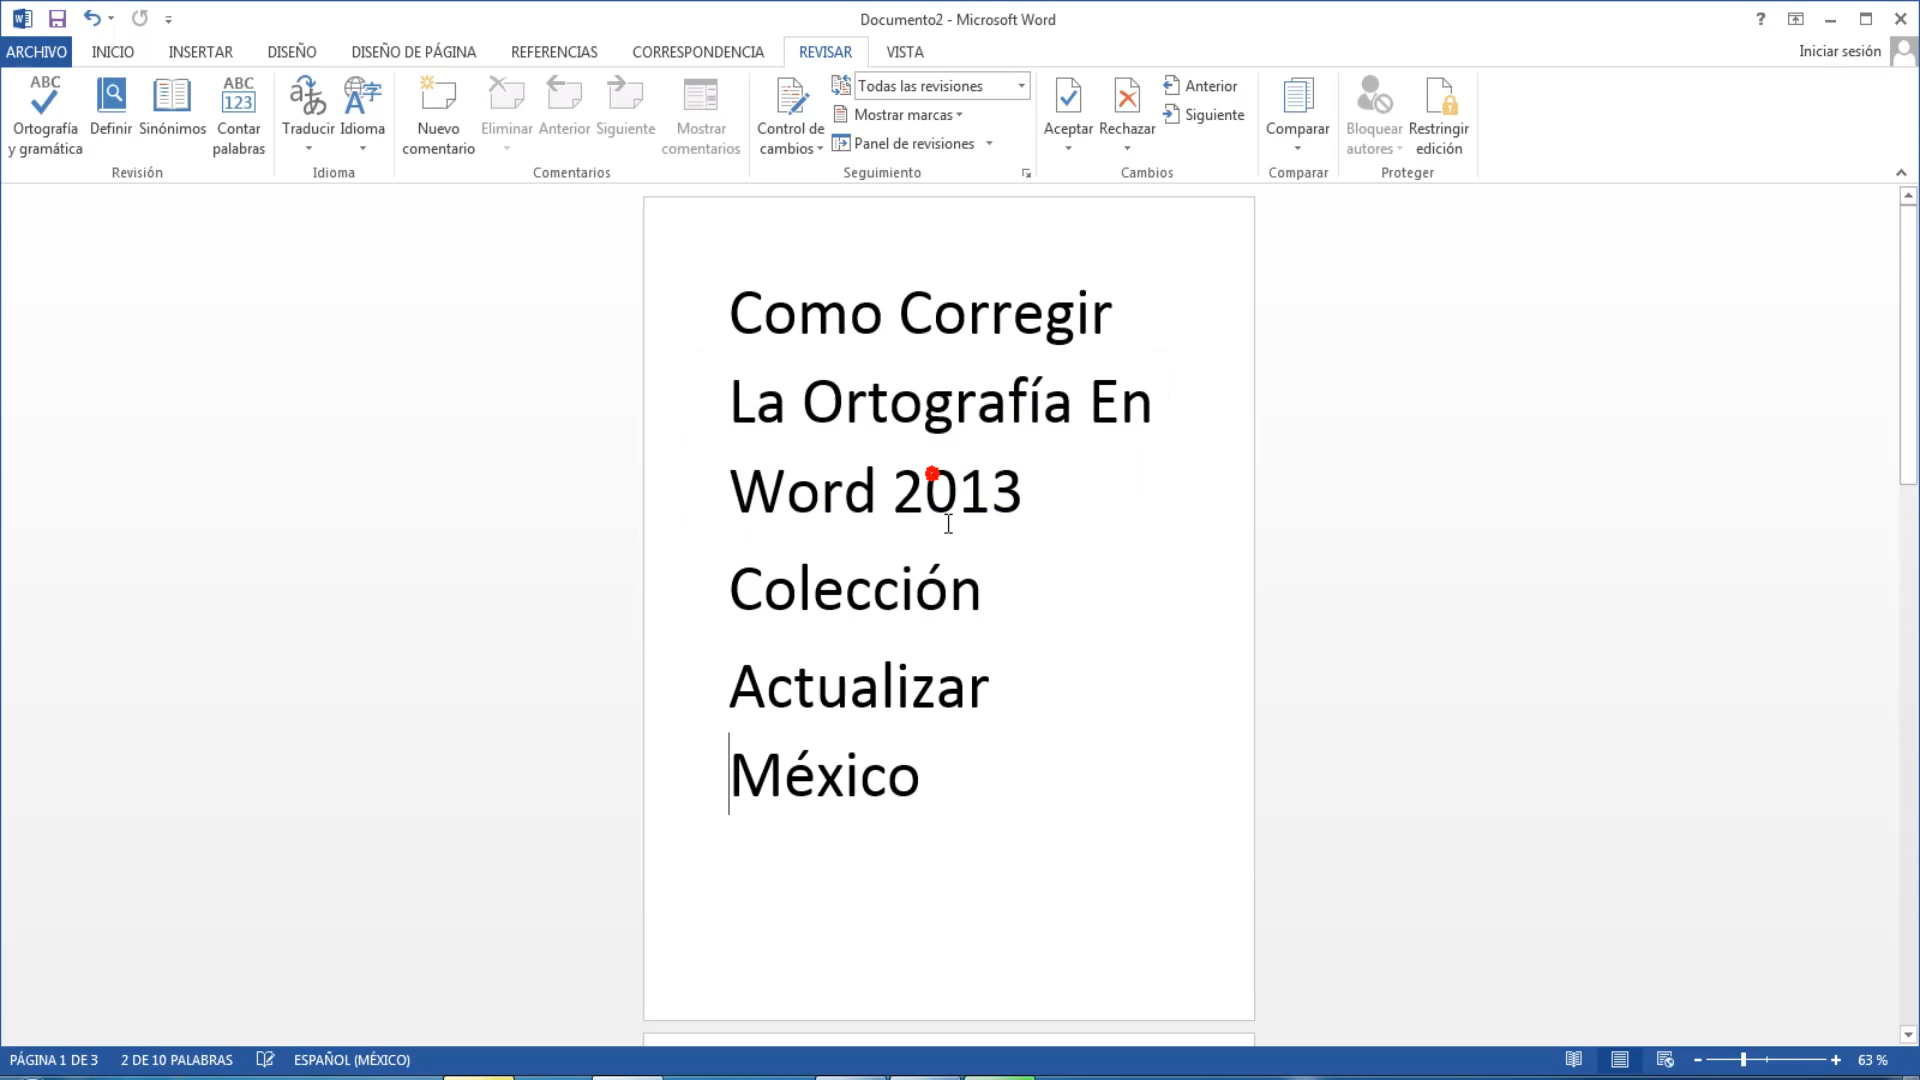 Documento2 - Microsoft Word
ARCHIVO INICIO INSERTAR DISEÑO DISEÑO DE PÁGINA REFERENCIAS CORRESPONDENCIA REVISAR VISTA Iniciar sesión
ABC Ortografía y gramática
Definir
Sinónimos
ABC 123 Contar palabras
Traducir
Idioma
Nuevo comentario
Eliminar
Anterior
Siguiente
Mostrar comentarios
Control de cambios
Todas las revisiones
Mostrar marcas
Panel de revisiones
Aceptar
Rechazar
Anterior
Siguiente
Comparar
Bloquear autores
Restringir edición
Revisión Idioma Comentarios Seguimiento Cambios Comparar Proteger
Como Corregir
La Ortografía En
Word 2013
Colección
Actualizar
México
PÁGINA 1 DE 3 2 DE 10 PALABRAS ESPAÑOL (MÉXICO) 63 %